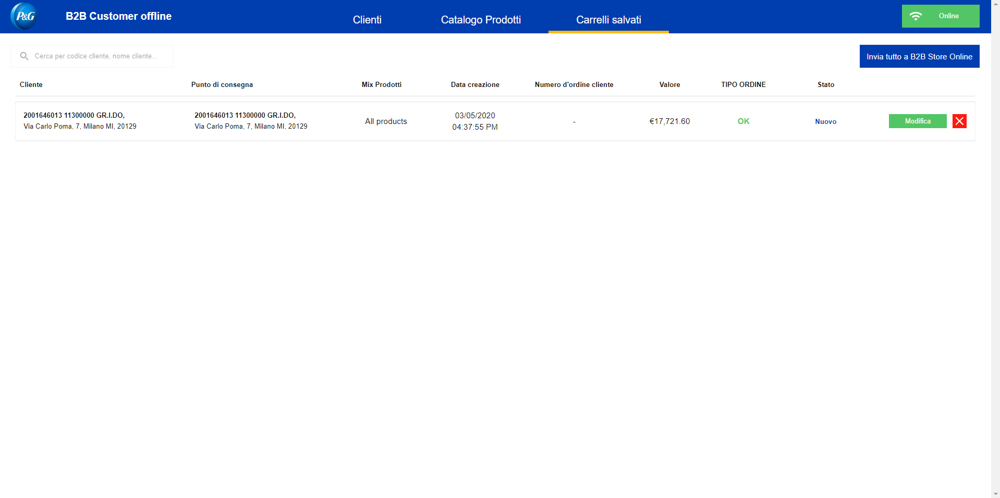 P&G
B2B Customer offline
Clienti
Catalogo Prodotti
Carrelli salvati
Online
Cerca per codice cliente, nome cliente...
Invia tutto a B2B Store Online
Cliente
Punto di consegna
Mix Prodotti
Data creazione
Numero d'ordine cliente
Valore
TIPO ORDINE
Stato
2001646013 11300000 GR.I.DO,
Via Carlo Poma, 7, Milano MI, 20129
2001646013 11300000 GR.I.DO,
Via Carlo Poma, 7, Milano MI, 20129
All products
03/05/2020
04:37:55 PM
-
€17,721.60
OK
Nuovo
Modifica